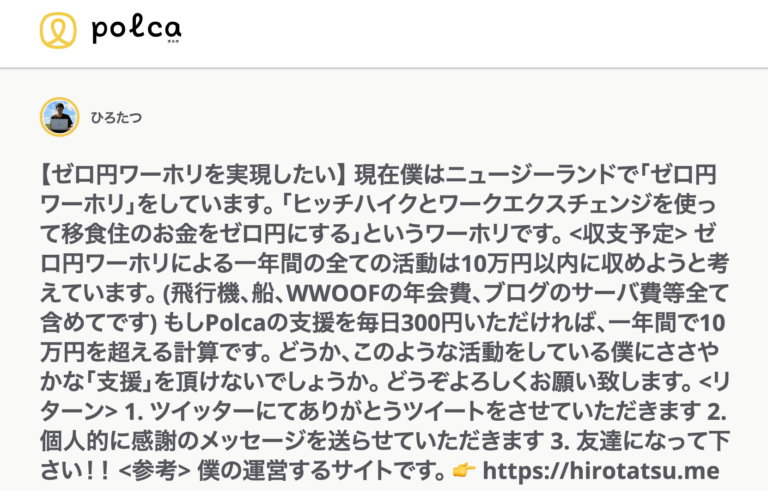 polca
ポルカ
ひろたつ
【ゼロ円ワーホリを実現したい】 現在僕はニュージーランドで「ゼロ円
ワーホリ」をしています。「ヒッチハイクとワークエクスチェンジを使っ
て移食住のお金をゼロ円にする」というワーホリです。 <収支予定> ゼ
ロ円ワーホリによる一年間の全ての活動は10万円以内に収めようと考
えています。 (飛行機、船、WWOOFの年会費、ブログのサーバ費等全て
含めてです) もしPolcaの支援を毎日300円いただければ、一年間で10
万円を超える計算です。 どうか、このような活動をしている僕にささや
かな「支援」を頂けないでしょうか。 どうぞよろしくお願い致します。 <リ
ターン> 1. ツイッターにてありがとうツイートをさせていただきます 2.
個人的に感謝のメッセージを送らせていただきます 3. 友達になって下
さい！！ <参考> 僕の運営するサイトです。 👉 https://hirotatsu.me